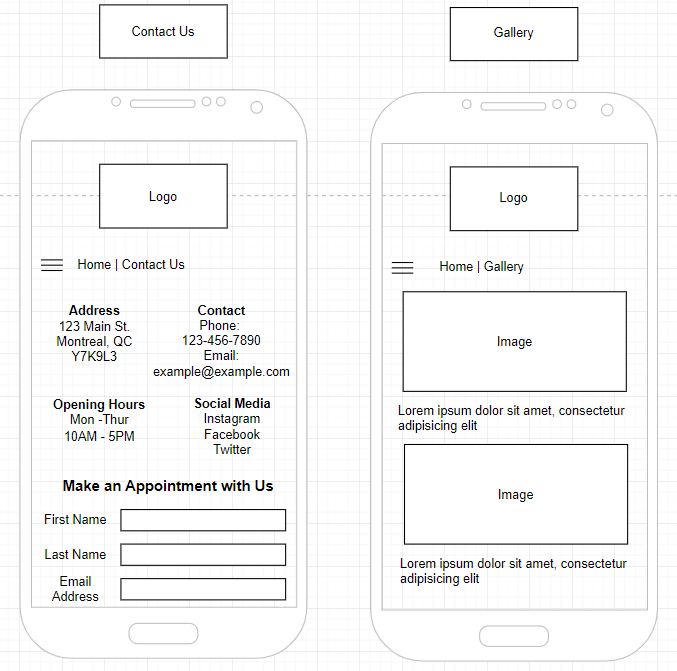 Contact Us
Logo
Home | Contact Us
Address
123 Main St.
Montreal, QC
Y7K9L3
Contact
Phone:
123-456-7890
Email:
example@example.com
Opening Hours
Mon -Thur
10AM - 5PM
Social Media
Instagram
Facebook
Twitter
Make an Appointment with Us
First Name
Last Name
Email
Address
Gallery
Logo
Home | Gallery
Image
Lorem ipsum dolor sit amet, consectetur
adipisicing elit
Image
Lorem ipsum dolor sit amet, consectetur
adipisicing elit